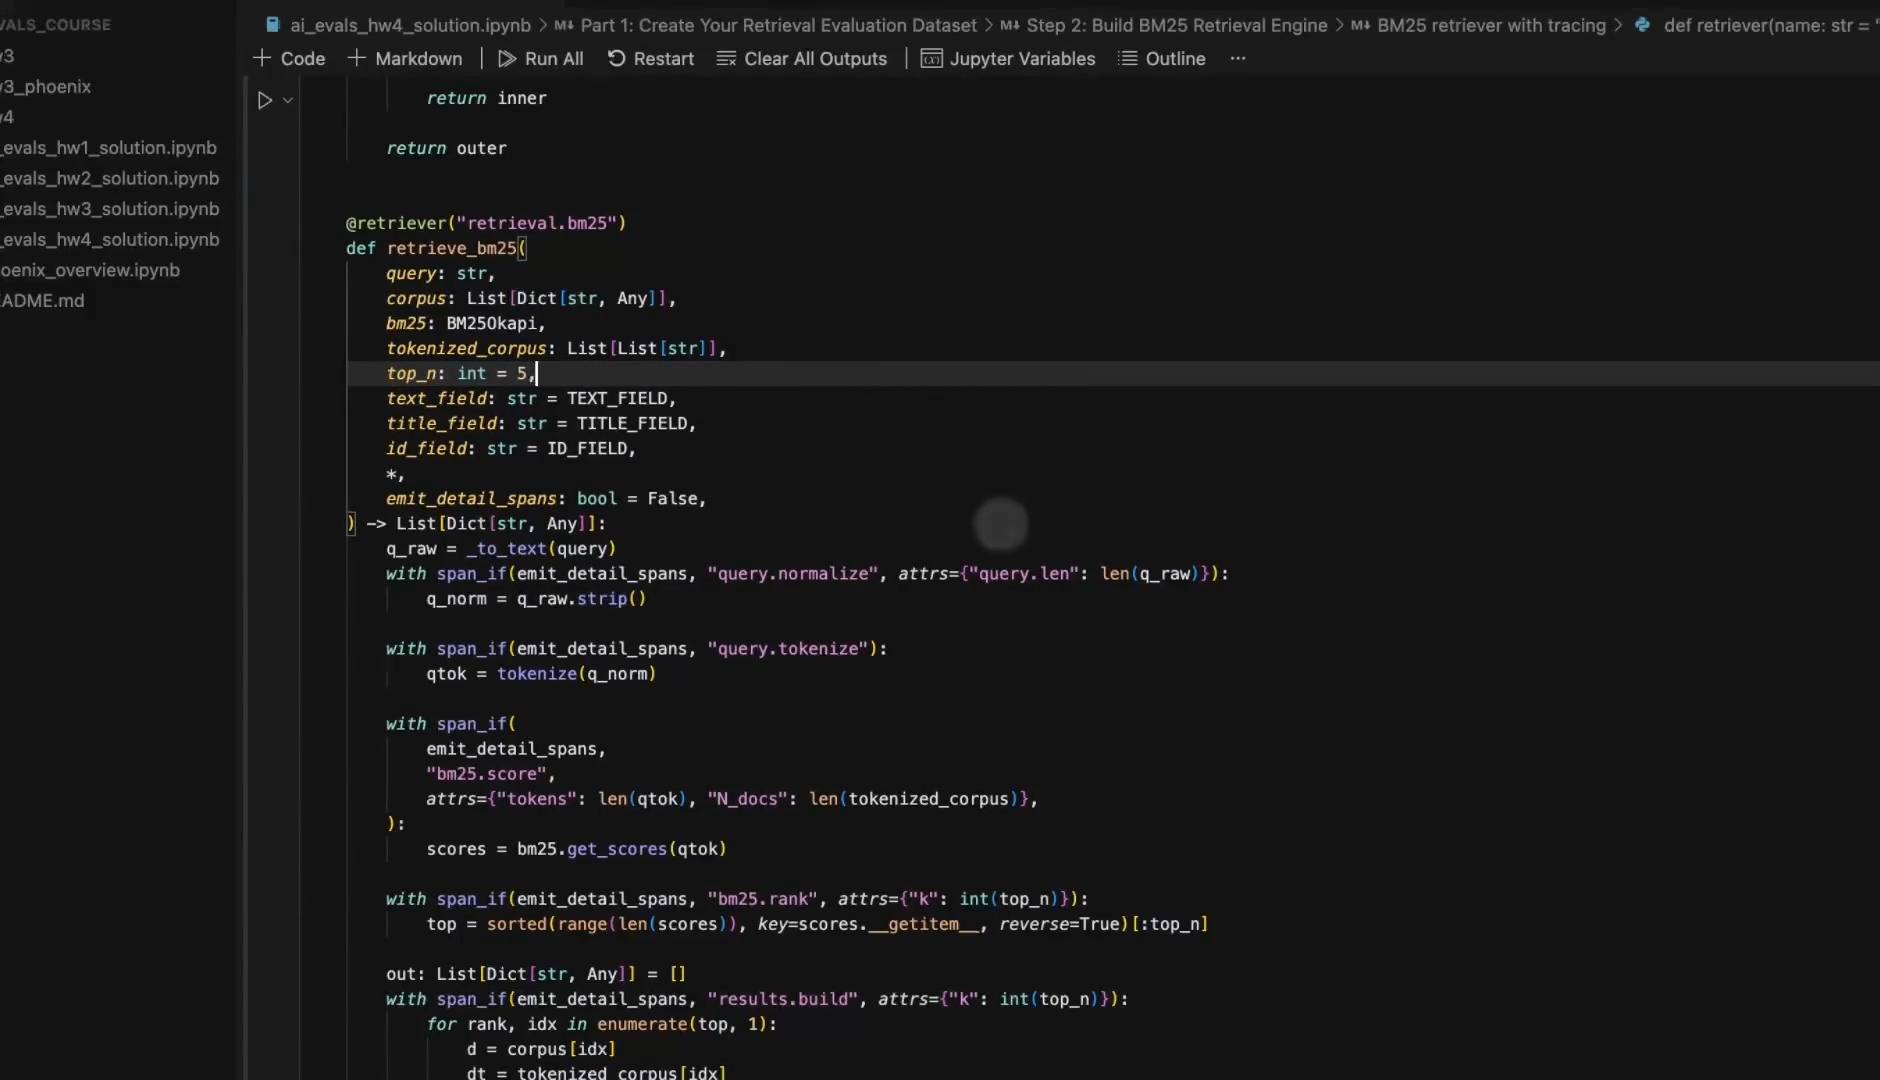 VALS_COURSE
ai_evals_hw4_solution.ipynb > M↓ Part 1: Create Your Retrieval Evaluation Dataset > M↓ Step 2: Build BM25 Retrieval Engine > M↓ BM25 retriever with tracing > def retriever(name: str = "
+ Code + Markdown | Run All Restart Clear All Outputs | Jupyter Variables Outline ...
w3
w3_phoenix
w4
_evals_hw1_solution.ipynb
_evals_hw2_solution.ipynb
_evals_hw3_solution.ipynb
_evals_hw4_solution.ipynb
oenix_overview.ipynb
EADME.md
return inner
return outer
@retriever("retrieval.bm25")
def retrieve_bm25(
query: str,
corpus: List[Dict[str, Any]],
bm25: BM25Okapi,
tokenized_corpus: List[List[str]],
top_n: int = 5,
text_field: str = TEXT_FIELD,
title_field: str = TITLE_FIELD,
id_field: str = ID_FIELD,
*,
emit_detail_spans: bool = False,
) -> List[Dict[str, Any]]:
q_raw = _to_text(query)
with span_if(emit_detail_spans, "query.normalize", attrs={"query.len": len(q_raw)}):
q_norm = q_raw.strip()
with span_if(emit_detail_spans, "query.tokenize"):
qtok = tokenize(q_norm)
with span_if(
emit_detail_spans,
"bm25.score",
attrs={"tokens": len(qtok), "N_docs": len(tokenized_corpus)},
):
scores = bm25.get_scores(qtok)
with span_if(emit_detail_spans, "bm25.rank", attrs={"k": int(top_n)}):
top = sorted(range(len(scores)), key=scores.__getitem__, reverse=True)[:top_n]
out: List[Dict[str, Any]] = []
with span_if(emit_detail_spans, "results.build", attrs={"k": int(top_n)}):
for rank, idx in enumerate(top, 1):
d = corpus[idx]
dt = tokenized_corpus[idx]